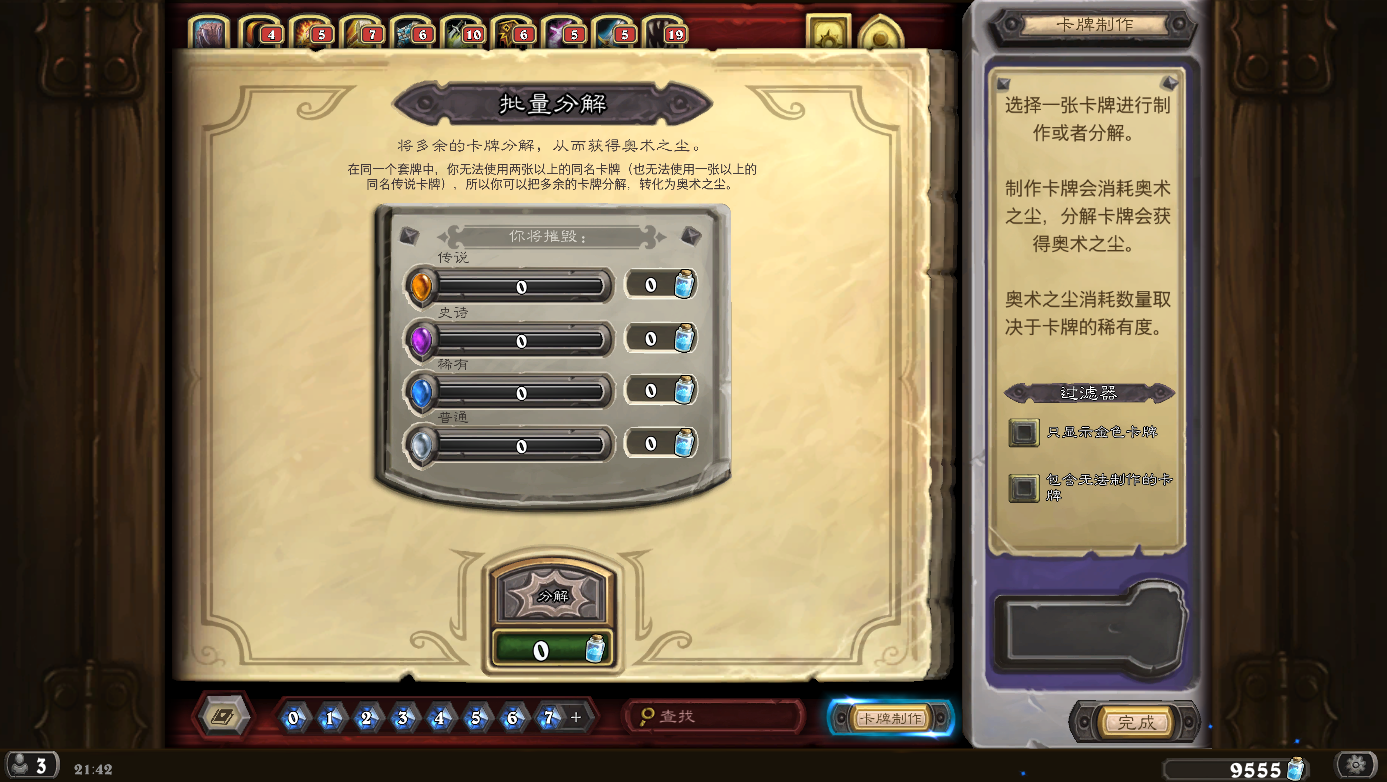 4 5 7 6 10 6 5 5 19
卡牌制作
批量分解
将多余的卡牌分解，从而获得奥术之尘。
在同一个套牌中，你无法使用两张以上的同名卡牌（也无法使用一张以上的
同名传说卡牌），所以你可以把多余的卡牌分解，转化为奥术之尘。
你将摧毁：
传说
0 0
史诗
0 0
稀有
0 0
普通
0 0
分解
0
选择一张卡牌进行制
作或者分解。
制作卡牌会消耗奥术
之尘，分解卡牌会获
得奥术之尘。
奥术之尘消耗数量取
决于卡牌的稀有度。
过滤器
只显示金色卡牌
包含无法制作的卡
牌
0 1 2 3 4 5 6 7 +
查找
卡牌制作
完成
3
21:42
9555